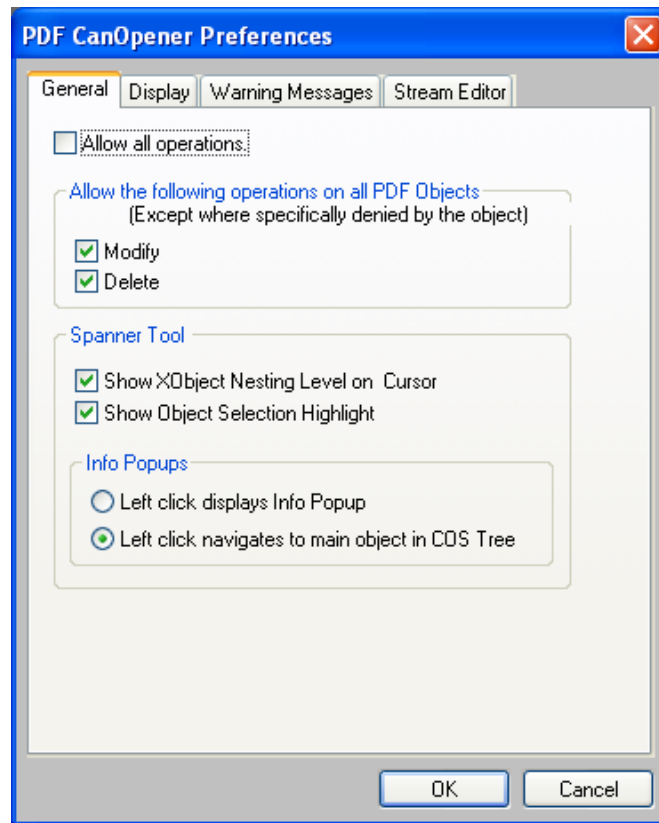 PDF CanOpener Preferences
General Display Warning Messages Stream Editor
Allow all operations.
Allow the following operations on all PDF Objects
(Except where specifically denied by the object)
Modify
Delete
Spanner Tool
Show XObject Nesting Level on Cursor
Show Object Selection Highlight
Info Popups
Left click displays Info Popup
Left click navigates to main object in COS Tree
OK Cancel